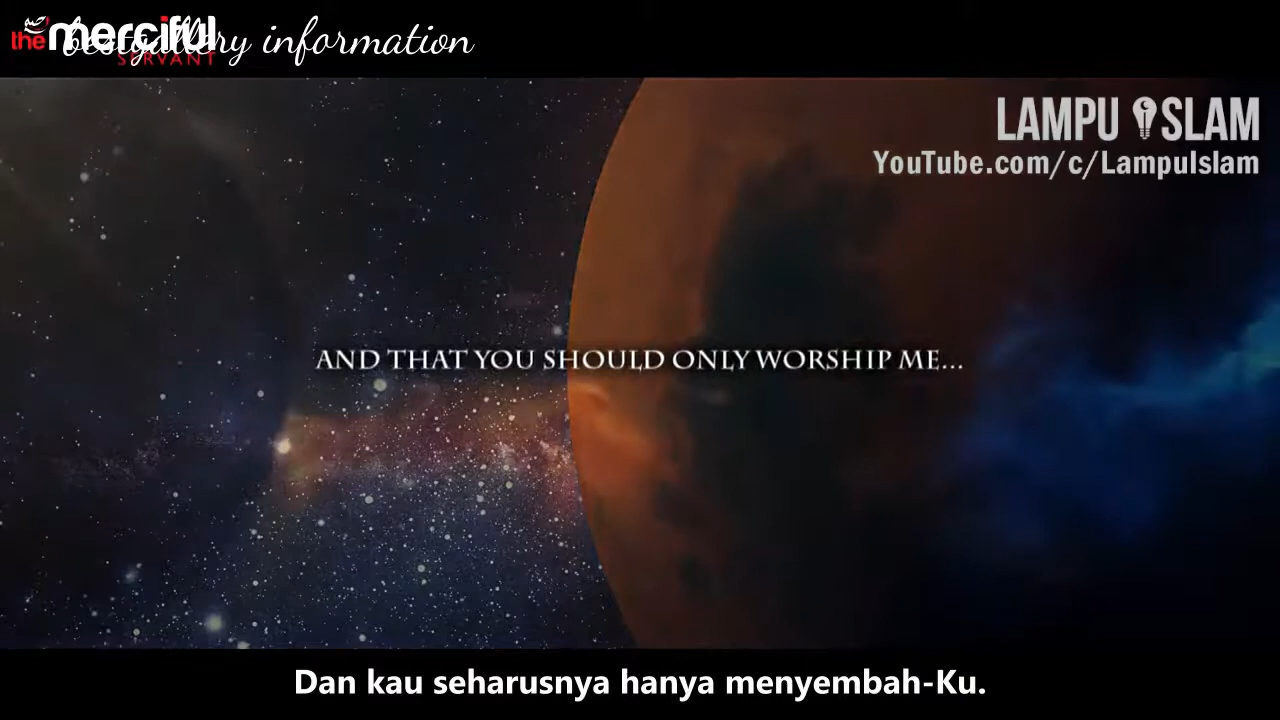 the merciful
SERVANT
bestgallery information
LAMPU ISLAM
YouTube.com/c/LampuIslam
AND THAT YOU SHOULD ONLY WORSHIP ME...
Dan kau seharusnya hanya menyembah-Ku.